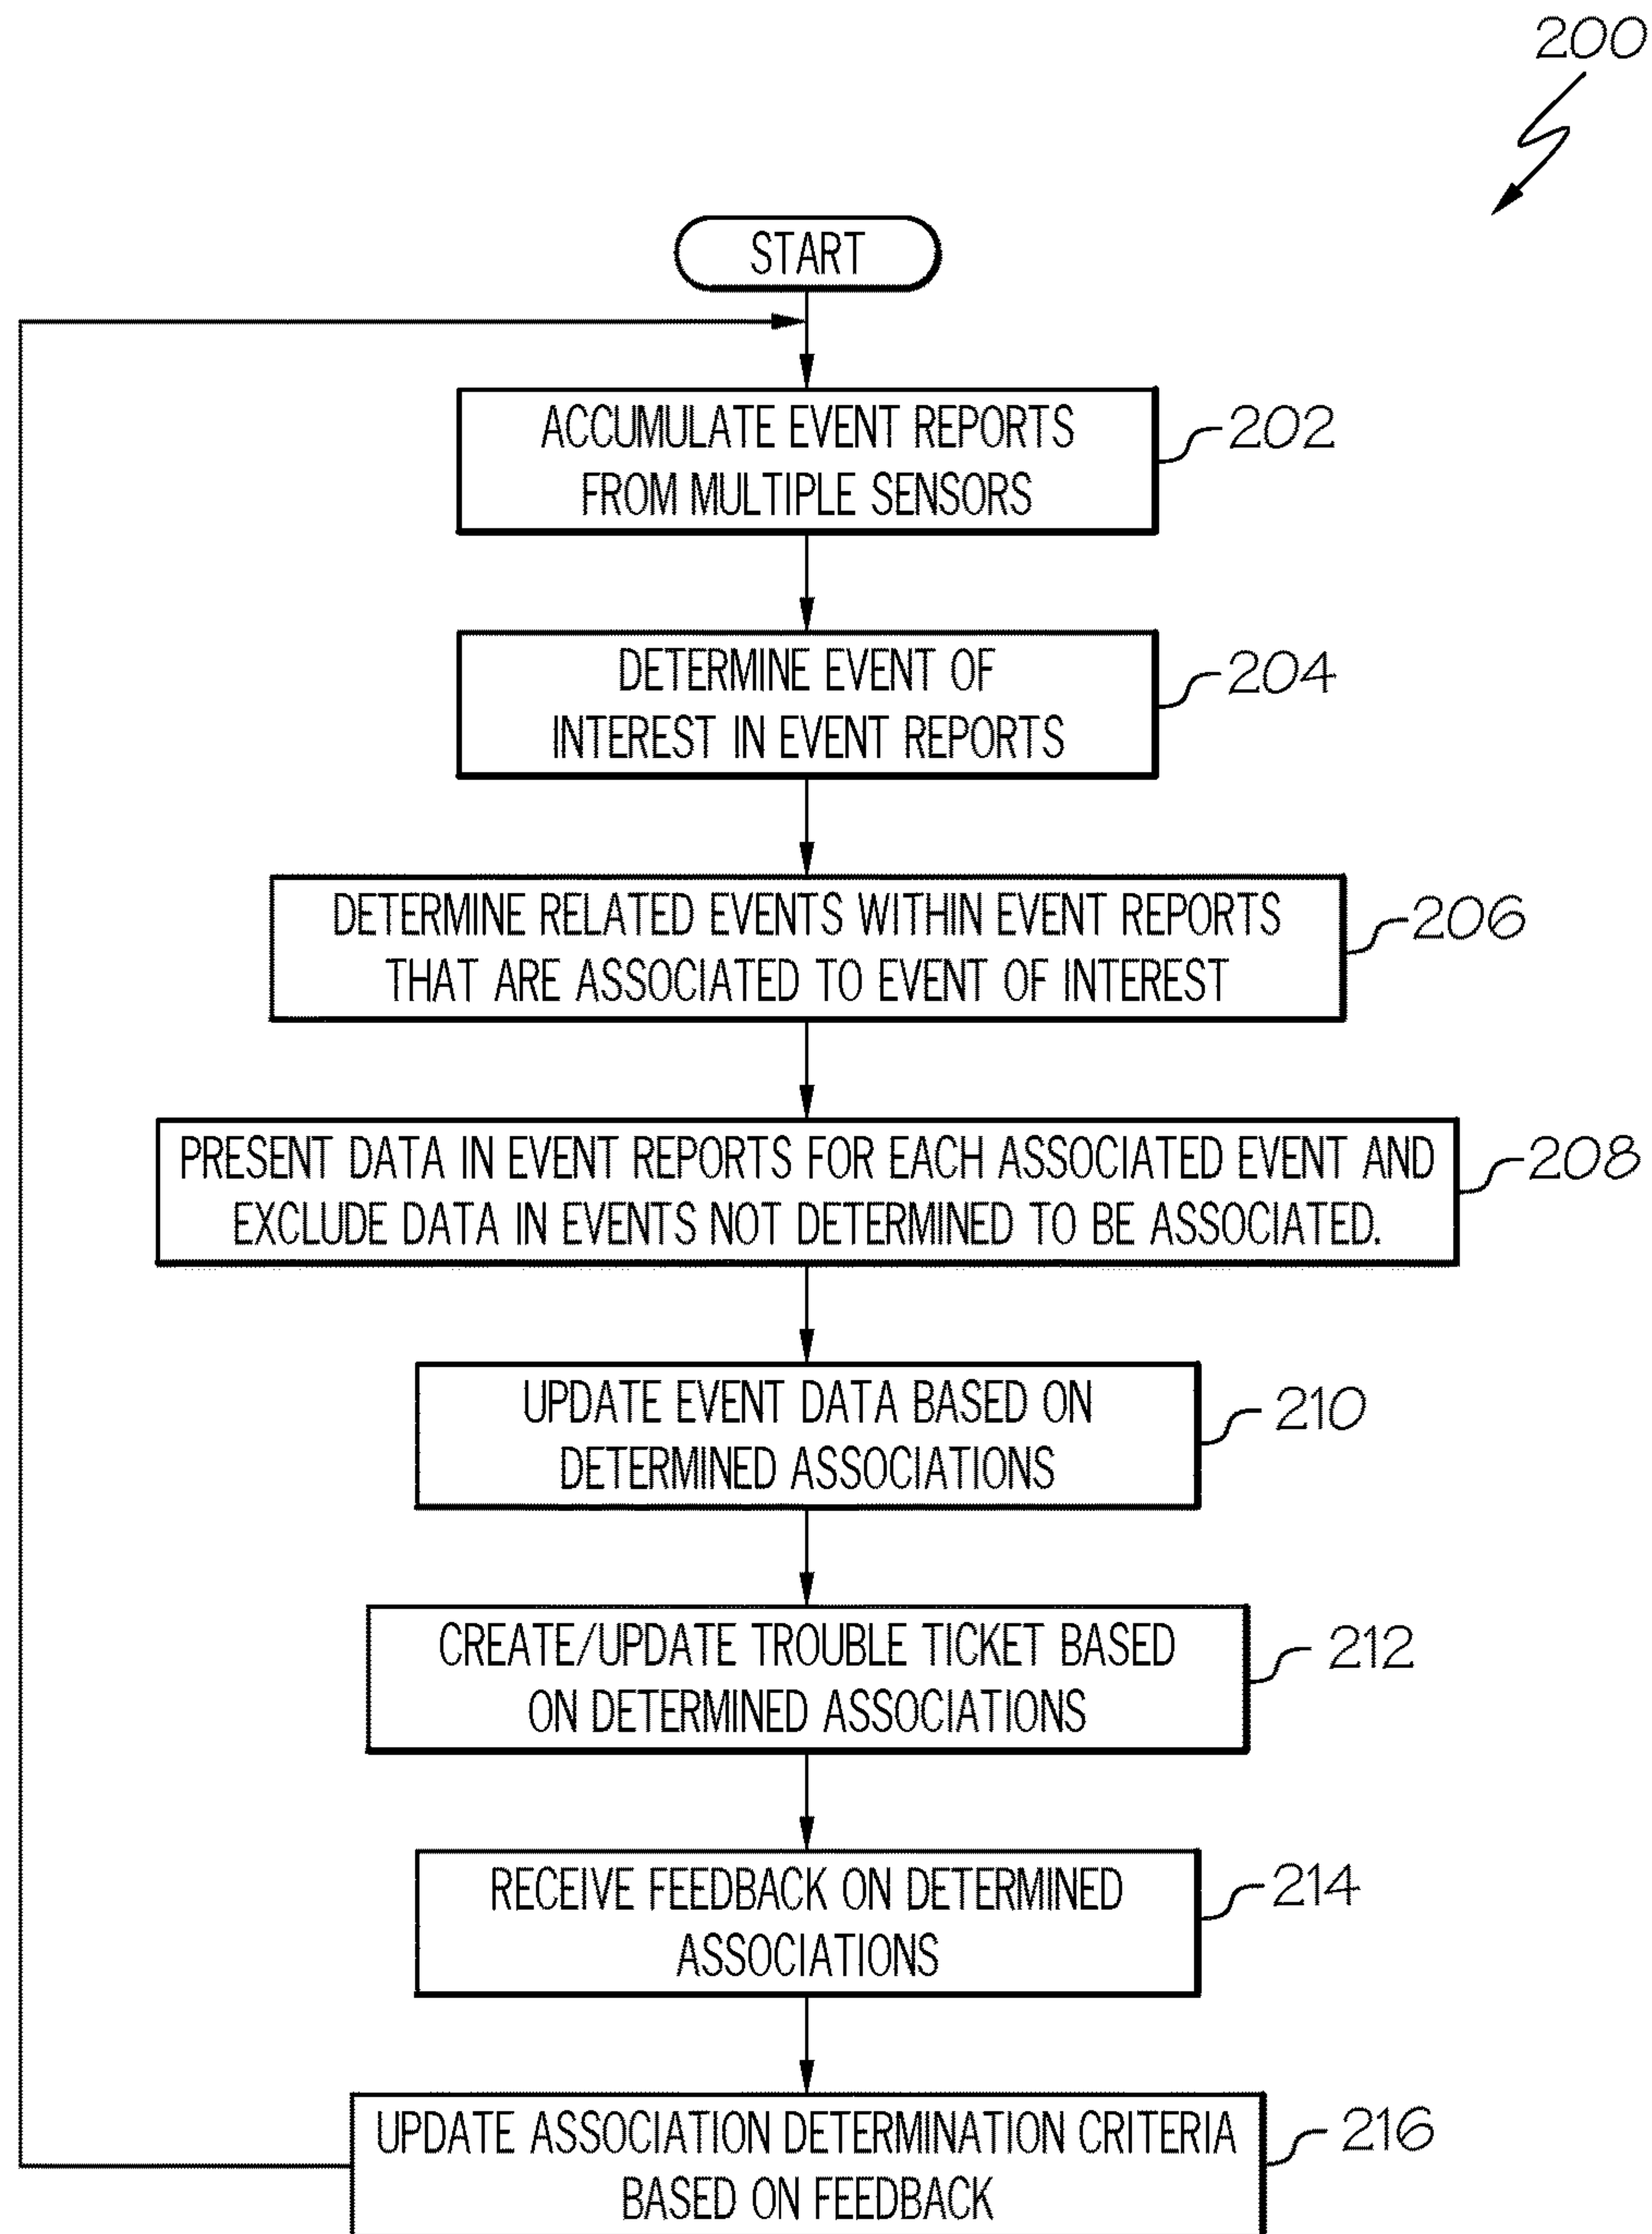 200
START
ACCUMULATE EVENT REPORTS
FROM MULTIPLE SENSORS
202
DETERMINE EVENT OF
INTEREST IN EVENT REPORTS
204
DETERMINE RELATED EVENTS WITHIN EVENT REPORTS
THAT ARE ASSOCIATED TO EVENT OF INTEREST
206
PRESENT DATA IN EVENT REPORTS FOR EACH ASSOCIATED EVENT AND
EXCLUDE DATA IN EVENTS NOT DETERMINED TO BE ASSOCIATED.
208
UPDATE EVENT DATA BASED ON
DETERMINED ASSOCIATIONS
210
CREATE/UPDATE TROUBLE TICKET BASED
ON DETERMINED ASSOCIATIONS
212
RECEIVE FEEDBACK ON DETERMINED
ASSOCIATIONS
214
UPDATE ASSOCIATION DETERMINATION CRITERIA
BASED ON FEEDBACK
216